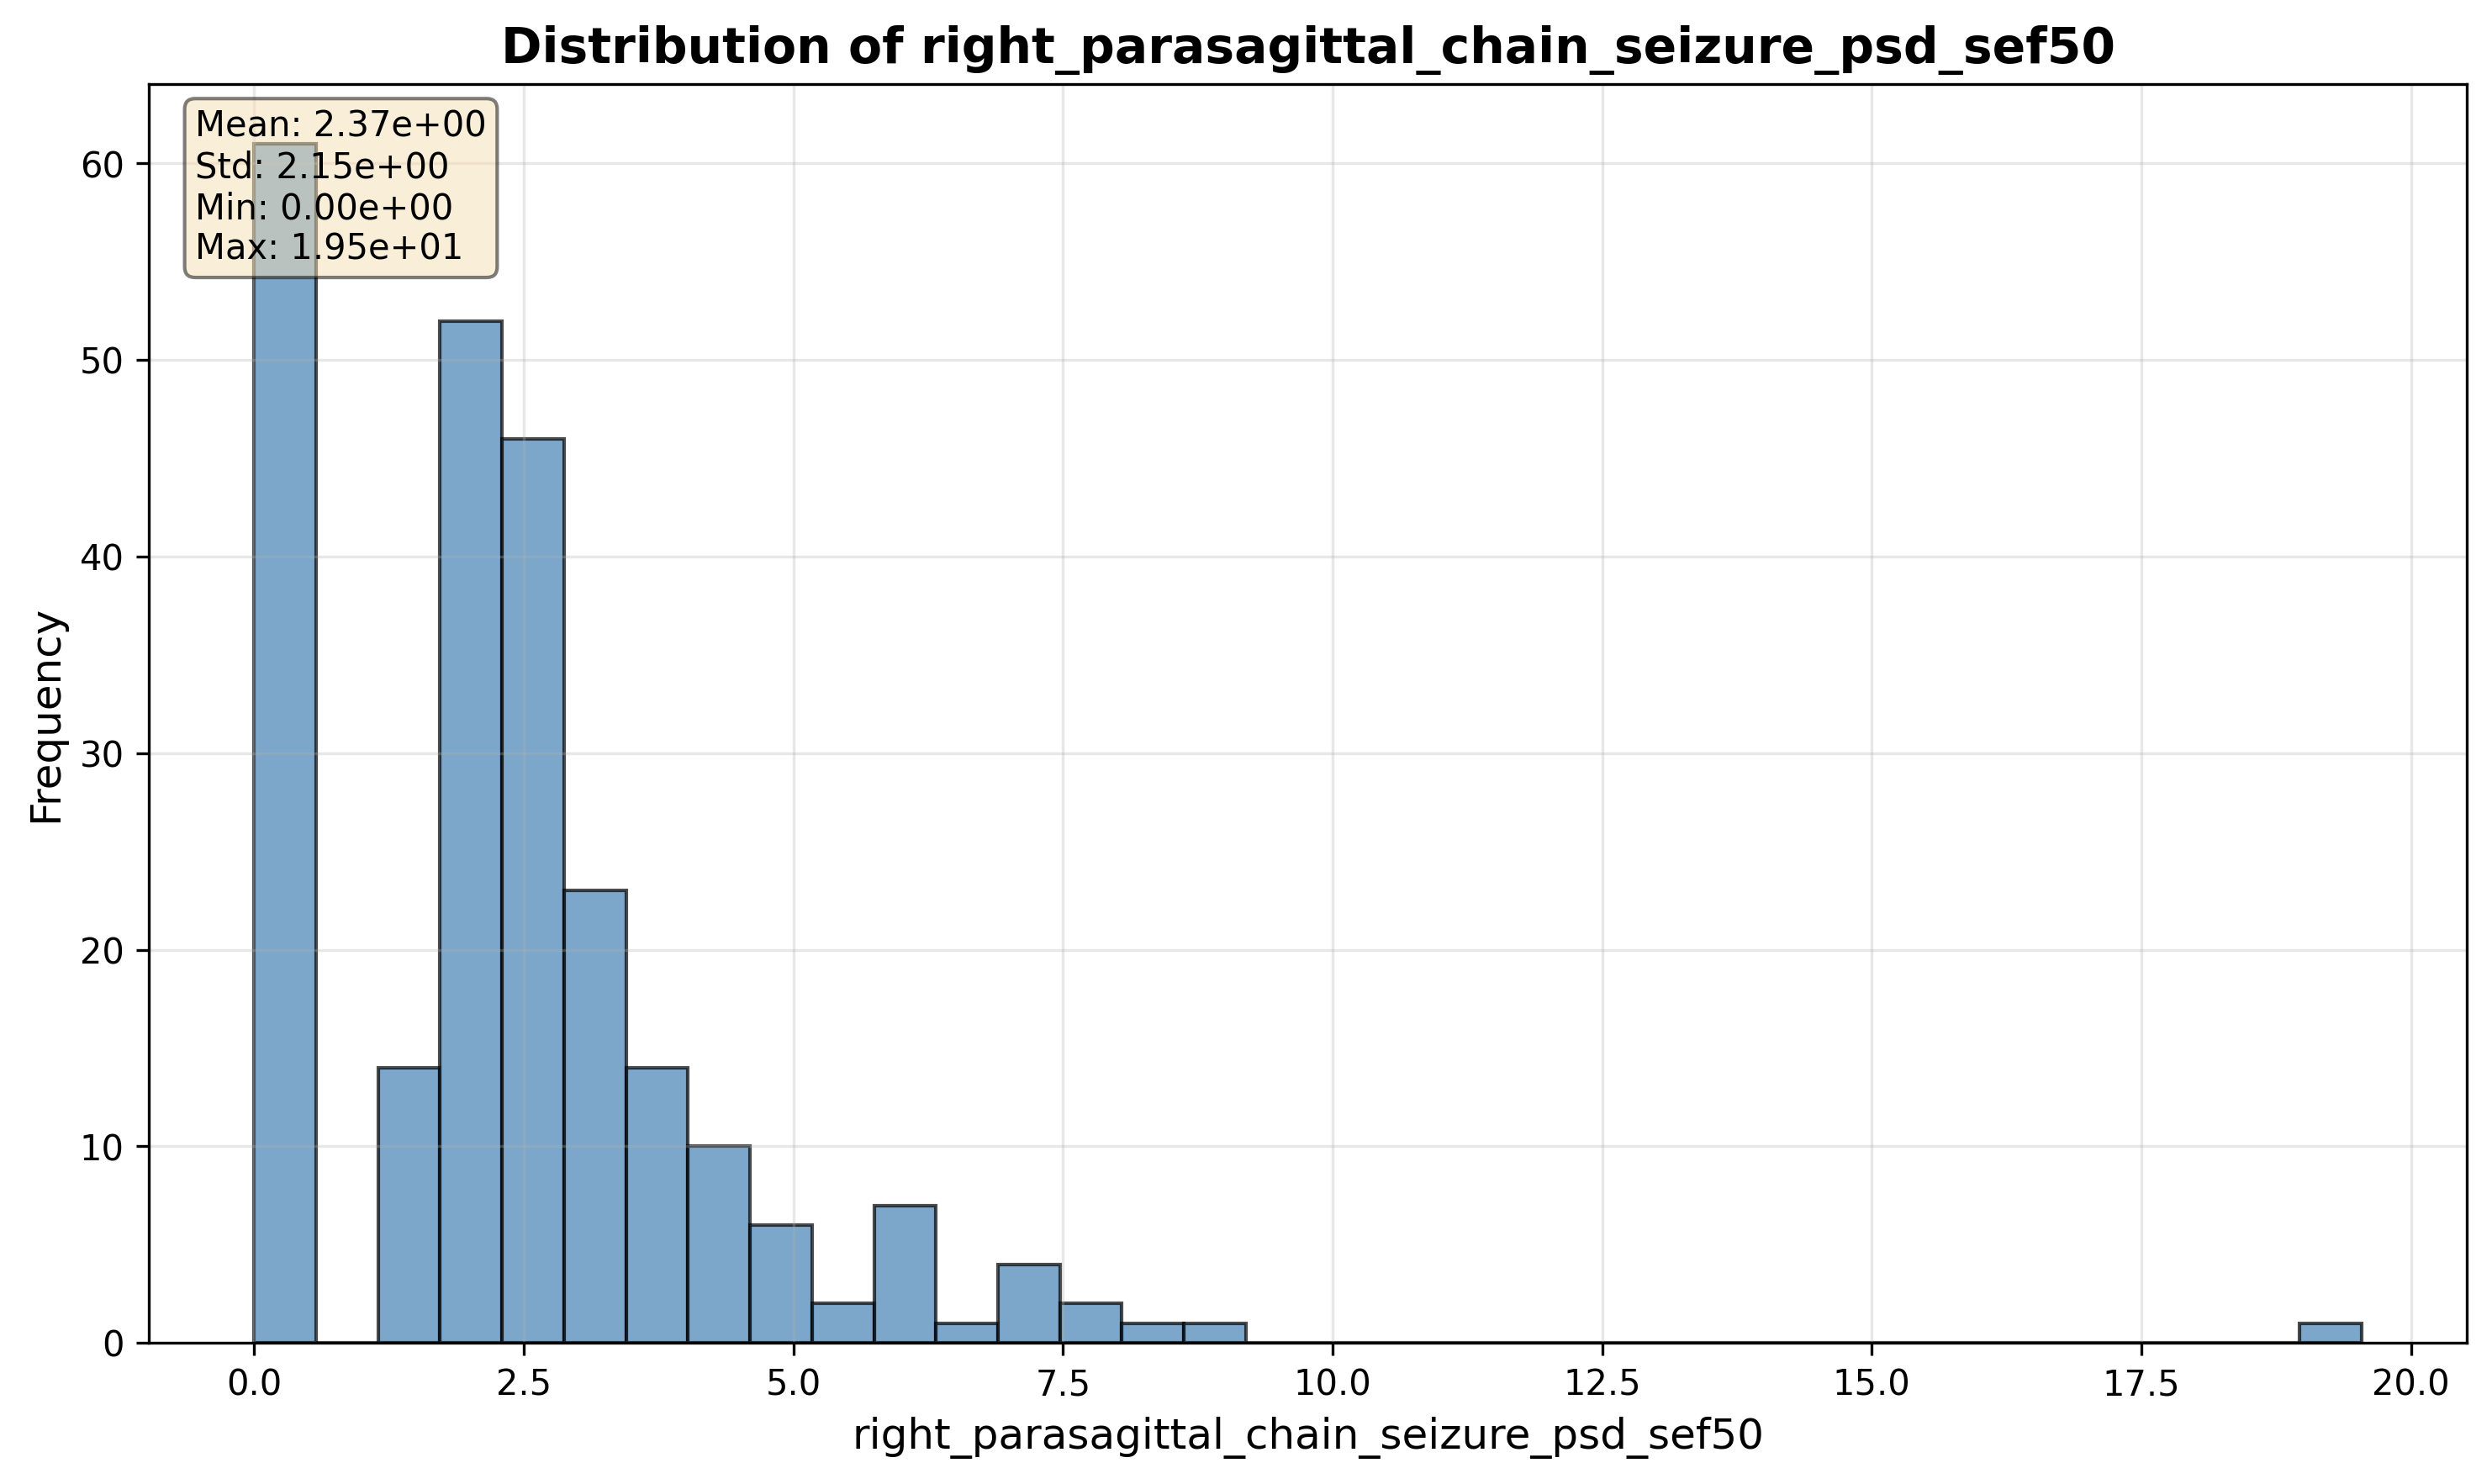 Distribution of right_parasagittal_chain_seizure_psd_sef50
Mean: 2.37e+00
Std: 2.15e+00
Min: 0.00e+00
Max: 1.95e+01
60
50
40
30
20
10
0
Frequency
0.0 2.5 5.0 7.5 10.0 12.5 15.0 17.5 20.0
right_parasagittal_chain_seizure_psd_sef50